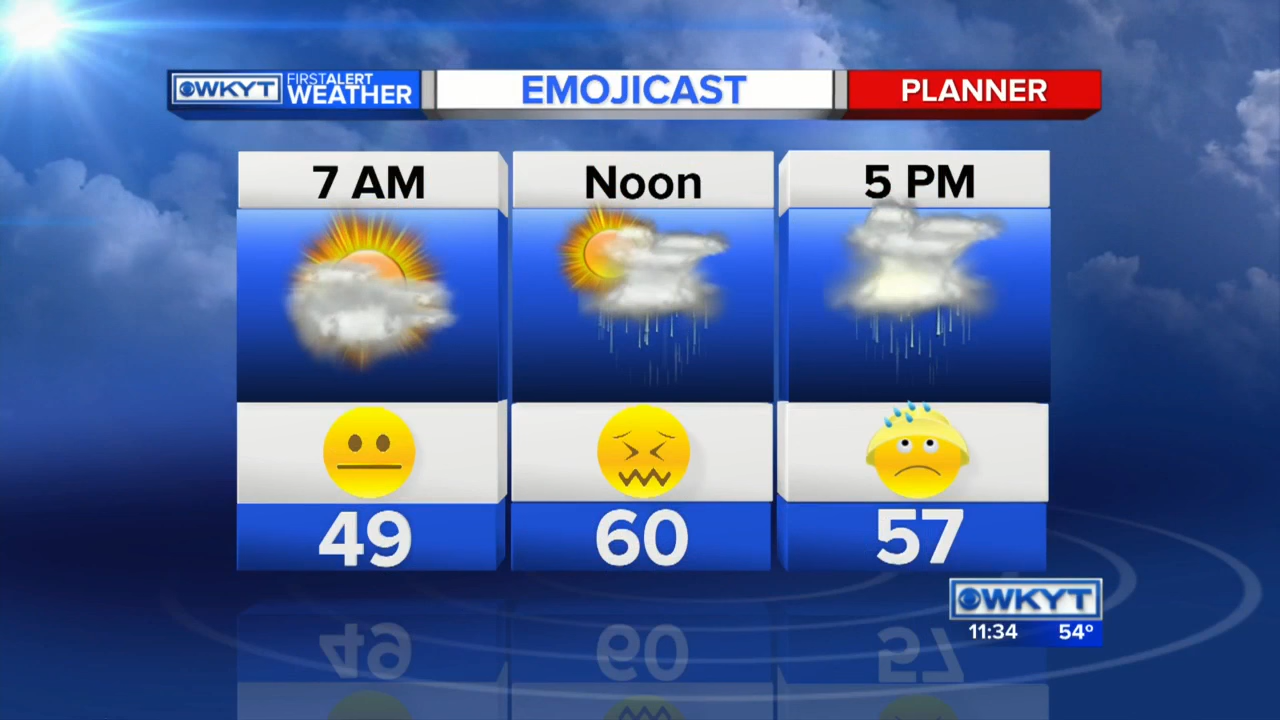 WKYT FIRST ALERT WEATHER
EMOJICAST
PLANNER
7 AM
Noon
5 PM
49
60
57
WKYT
11:34 54°